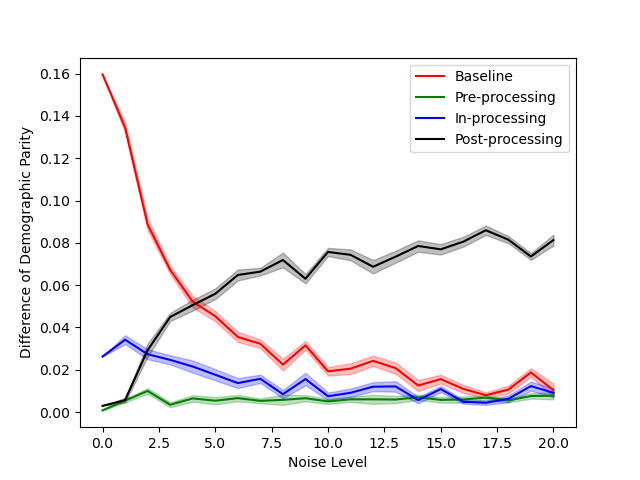 0.16
0.14
0.12
0.10
0.08
0.06
0.04
0.02
0.00
Difference of Demographic Parity
Baseline
Pre-processing
In-processing
Post-processing
0.0 2.5 5.0 7.5 10.0 12.5 15.0 17.5 20.0
Noise Level